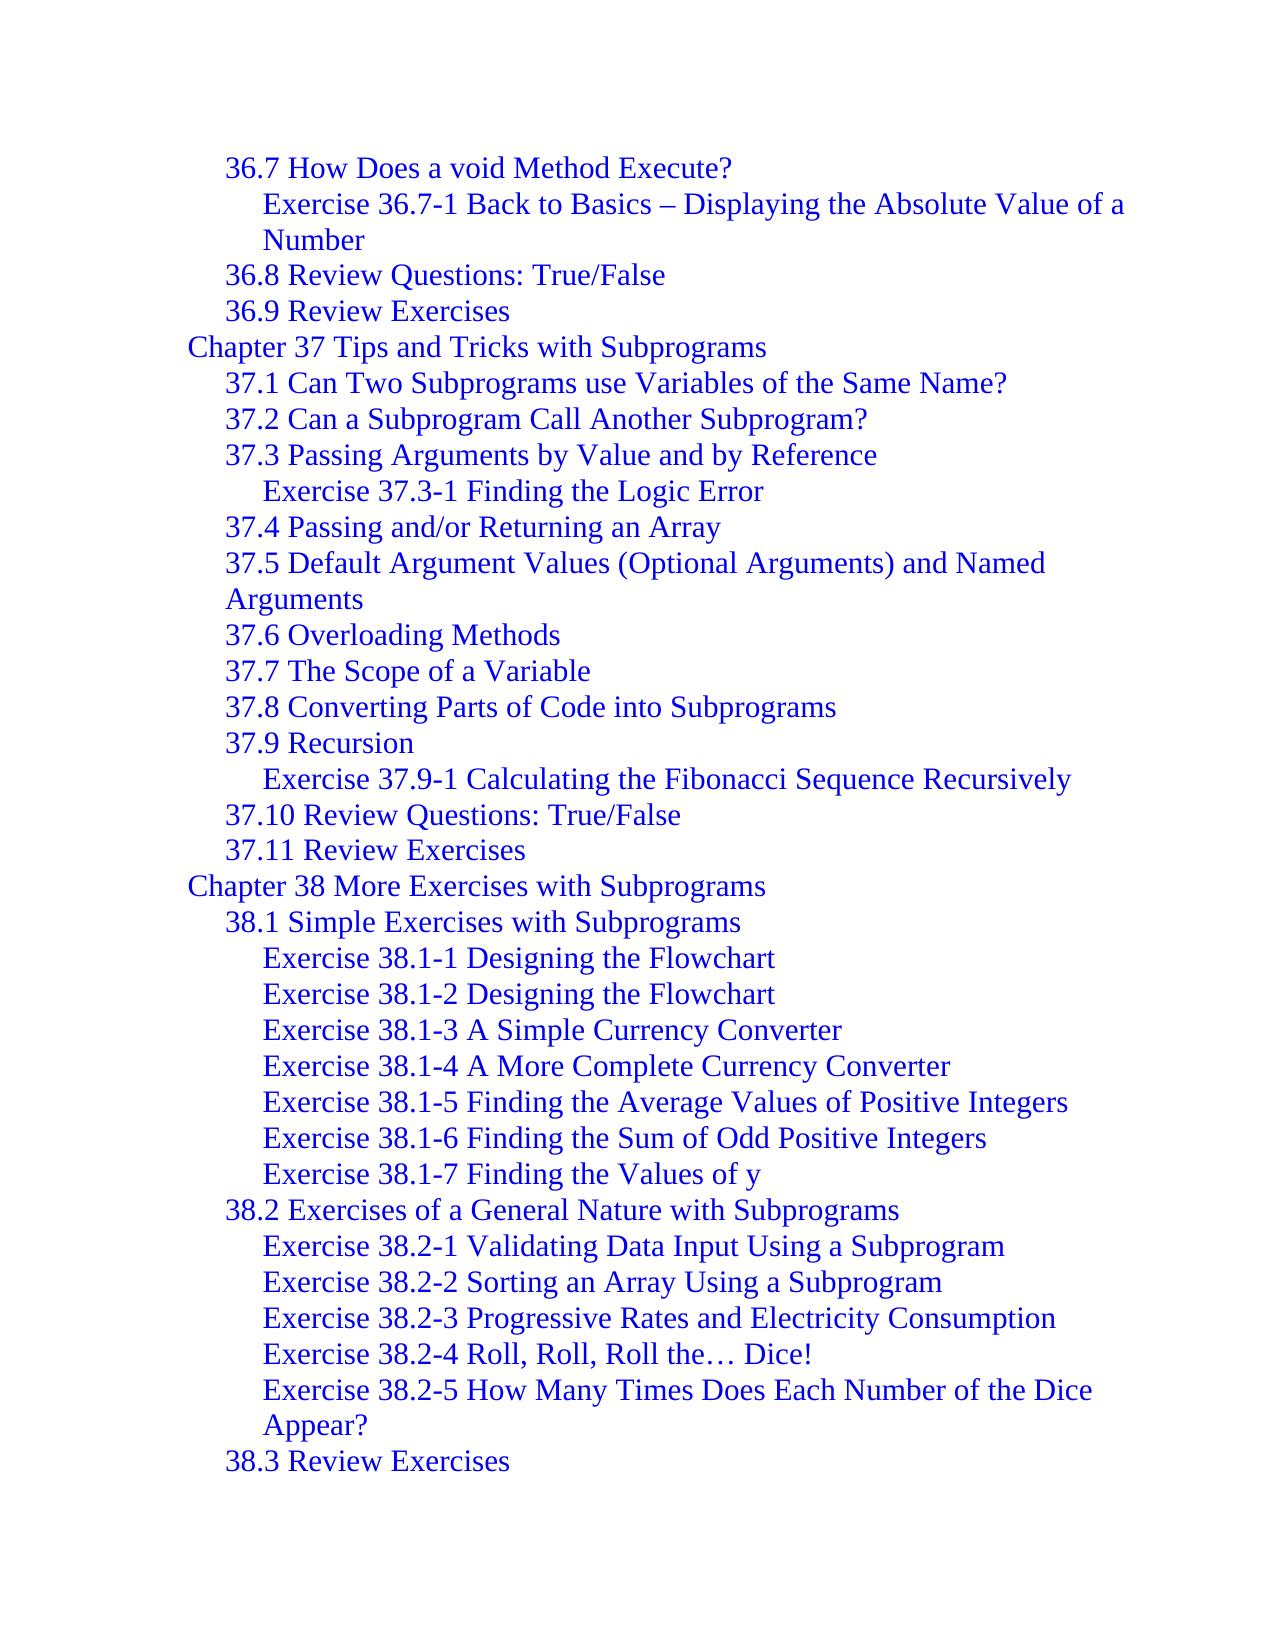 36.7 How Does a void Method Execute?
Exercise 36.7-1 Back to Basics – Displaying the Absolute Value of a
Number
36.8 Review Questions: True/False
36.9 Review Exercises
Chapter 37 Tips and Tricks with Subprograms
37.1 Can Two Subprograms use Variables of the Same Name?
37.2 Can a Subprogram Call Another Subprogram?
37.3 Passing Arguments by Value and by Reference
Exercise 37.3-1 Finding the Logic Error
37.4 Passing and/or Returning an Array
37.5 Default Argument Values (Optional Arguments) and Named
Arguments
37.6 Overloading Methods
37.7 The Scope of a Variable
37.8 Converting Parts of Code into Subprograms
37.9 Recursion
Exercise 37.9-1 Calculating the Fibonacci Sequence Recursively
37.10 Review Questions: True/False
37.11 Review Exercises
Chapter 38 More Exercises with Subprograms
38.1 Simple Exercises with Subprograms
Exercise 38.1-1 Designing the Flowchart
Exercise 38.1-2 Designing the Flowchart
Exercise 38.1-3 A Simple Currency Converter
Exercise 38.1-4 A More Complete Currency Converter
Exercise 38.1-5 Finding the Average Values of Positive Integers
Exercise 38.1-6 Finding the Sum of Odd Positive Integers
Exercise 38.1-7 Finding the Values of y
38.2 Exercises of a General Nature with Subprograms
Exercise 38.2-1 Validating Data Input Using a Subprogram
Exercise 38.2-2 Sorting an Array Using a Subprogram
Exercise 38.2-3 Progressive Rates and Electricity Consumption
Exercise 38.2-4 Roll, Roll, Roll the… Dice!
Exercise 38.2-5 How Many Times Does Each Number of the Dice
Appear?
38.3 Review Exercises